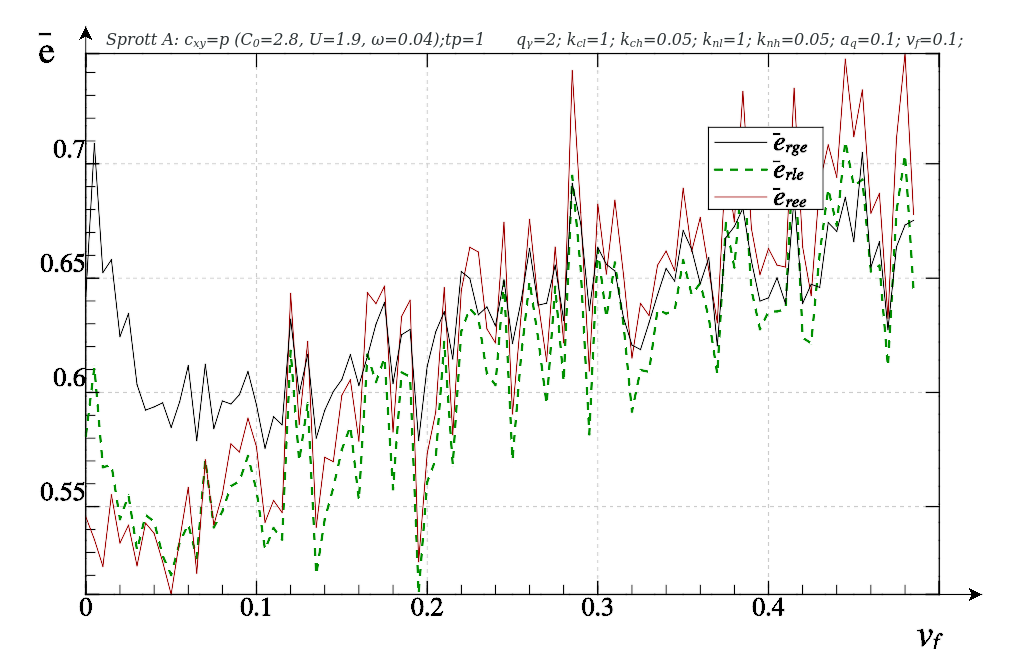 Sprott A: cxy=p (C0=2.8, U=1.9, ω=0.04);tp=1 qγ=2; kcl=1; kch=0.05; knl=1; knh=0.05; aq=0.1; vf=0.1;
ē
0.7
0.65
0.6
0.55
ērge
ērle
ēree
0 0.1 0.2 0.3 0.4
vf